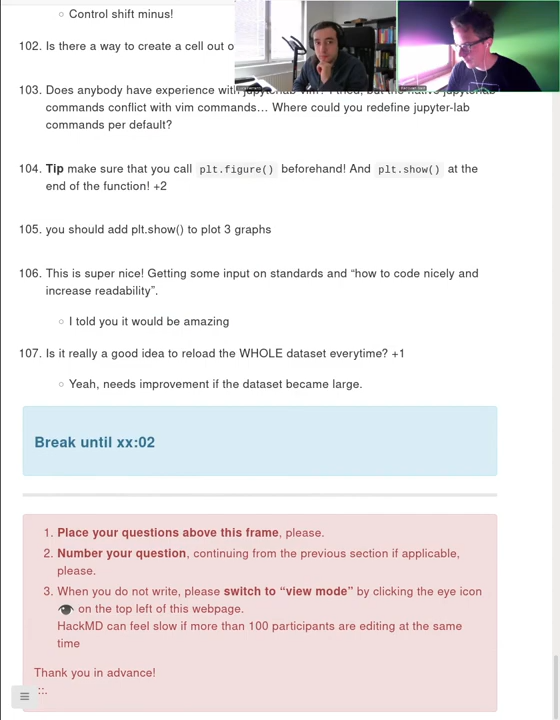 Control shift minus!
102. Is there a way to create a cell out o
103. Does anybody have experience with jupyterlab vim? I tried, but the native jupyterlab
commands conflict with vim commands… Where could you redefine jupyter-lab
commands per default?
104. Tip make sure that you call plt.figure() beforehand! And plt.show() at the
end of the function! +2
105. you should add plt.show() to plot 3 graphs
106. This is super nice! Getting some input on standards and “how to code nicely and
increase readability”.
I told you it would be amazing
107. Is it really a good idea to reload the WHOLE dataset everytime? +1
Yeah, needs improvement if the dataset became large.
Break until xx:02
1. Place your questions above this frame, please.
2. Number your question, continuing from the previous section if applicable,
please.
3. When you do not write, please switch to “view mode” by clicking the eye icon
on the top left of this webpage.
HackMD can feel slow if more than 100 participants are editing at the same
time
Thank you in advance!
:::.